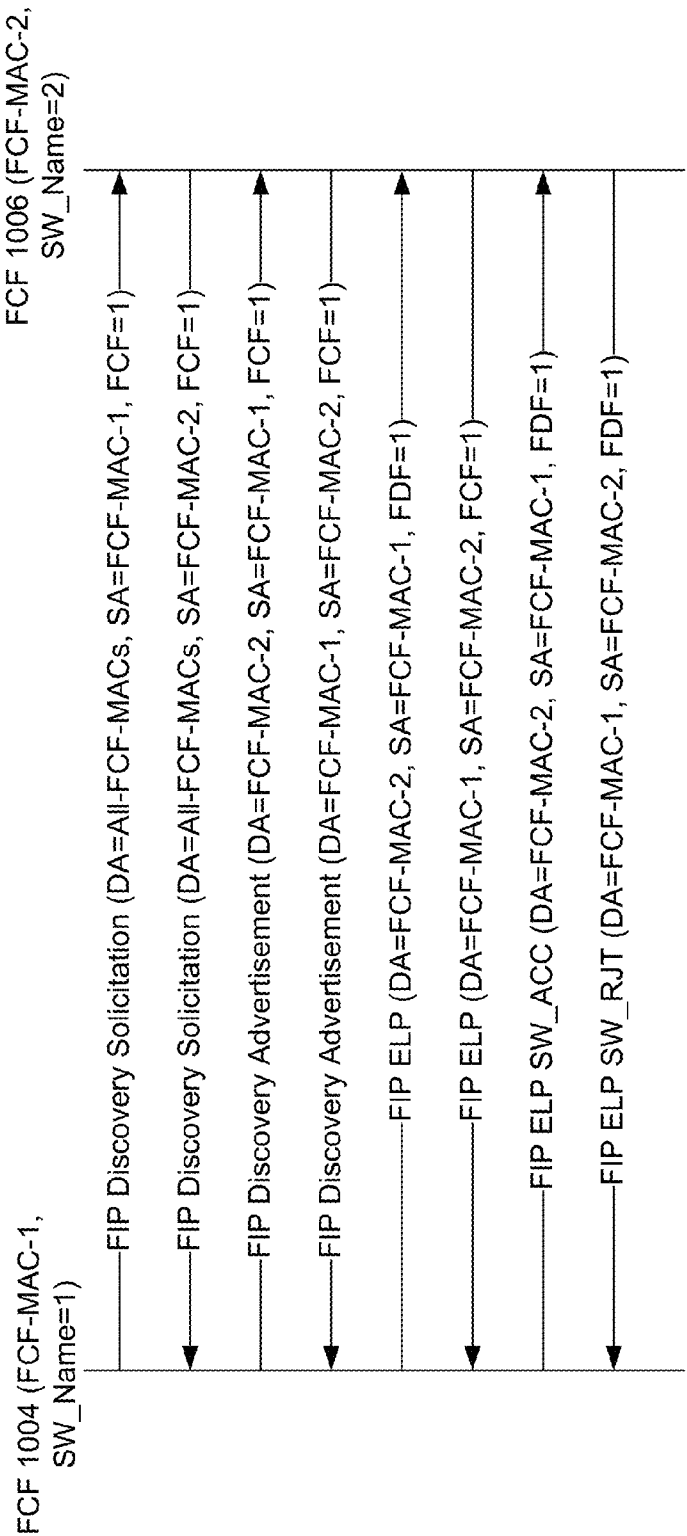 FCF 1004 (FCF-MAC-1,
SW_Name=1)
FCF 1006 (FCF-MAC-2,
SW_Name=2)
FIP Discovery Solicitation (DA=All-FCF-MACs, SA=FCF-MAC-1, FCF=1)
FIP Discovery Solicitation (DA=All-FCF-MACs, SA=FCF-MAC-2, FCF=1)
FIP Discovery Advertisement (DA=FCF-MAC-2, SA=FCF-MAC-1, FCF=1)
FIP Discovery Advertisement (DA=FCF-MAC-1, SA=FCF-MAC-2, FCF=1)
FIP ELP (DA=FCF-MAC-2, SA=FCF-MAC-1, FDF=1)
FIP ELP (DA=FCF-MAC-1, SA=FCF-MAC-2, FCF=1)
FIP ELP SW_ACC (DA=FCF-MAC-2, SA=FCF-MAC-1, FDF=1)
FIP ELP SW_RJT (DA=FCF-MAC-1, SA=FCF-MAC-2, FDF=1)